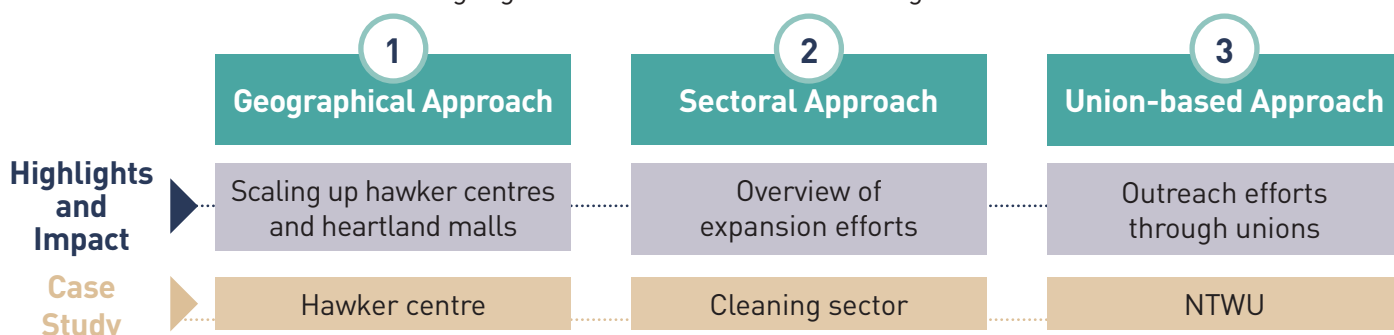 1
2
3
Geographical Approach
Sectoral Approach
Union-based Approach
Highlights
and
Impact
Scaling up hawker centres
and heartland malls
Overview of
expansion efforts
Outreach efforts
through unions
Case
Study
Hawker centre
Cleaning sector
NTWU